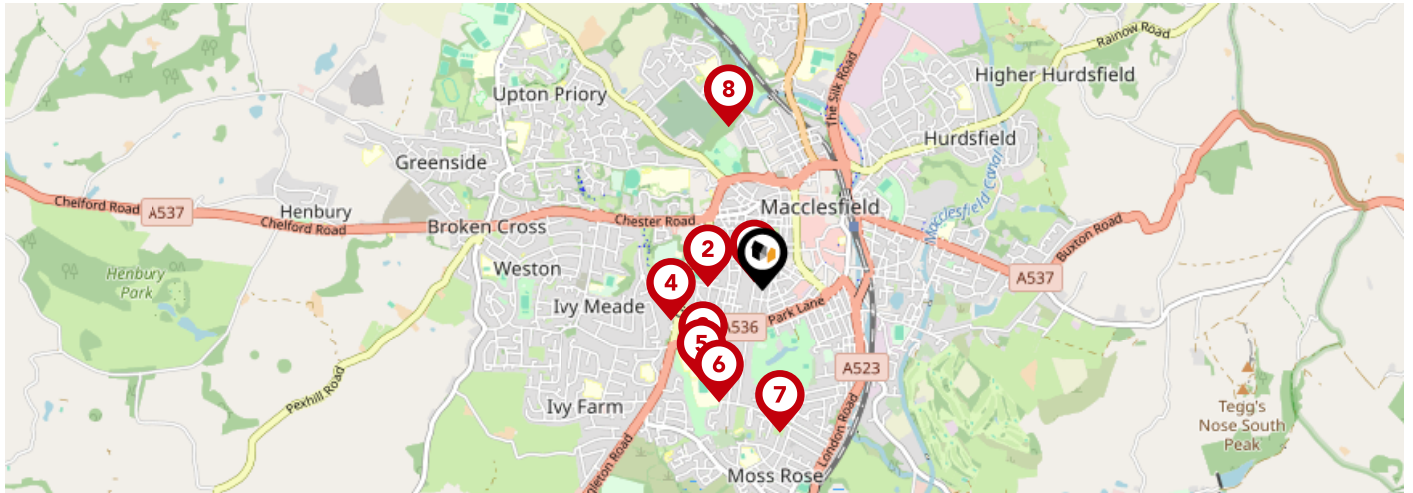 Rainow Road
Higher Hurdsfield
8
Upton Priory
The Silk Road
Hurdsfield
Greenside
Macclesfield Canal
Chelford Road
A537
Henbury
Chelford Road
Chester Road
Macclesfield
Broken Cross
Buxton Road
2
Henbury
Park
Weston
A537
4
Ivy Meade
Park Lane
A536
5
6
A523
Pexhill Road
7
Ivy Farm
London Road
Tegg's
Nose South
Peak
gleton Road
Moss Rose